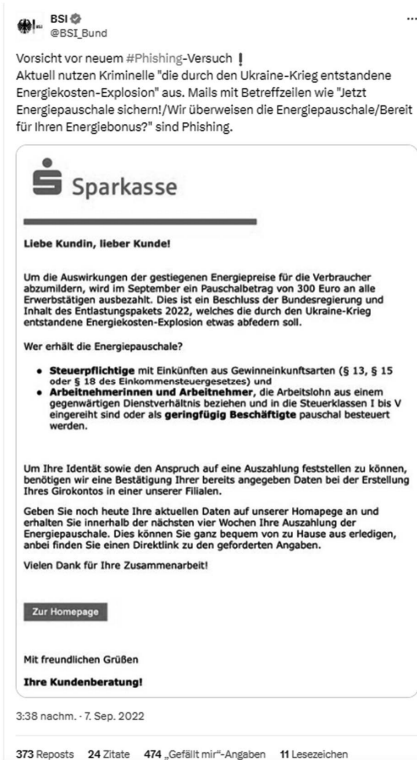 BSI
@BSI_Bund
Vorsicht vor neuem #Phishing-Versuch❗
Aktuell nutzen Kriminelle "die durch den Ukraine-Krieg entstandene
Energiekosten-Explosion" aus. Mails mit Betreffzeilen wie "Jetzt
Energiepauschale sichern!/Wir überweisen die Energiepauschale/Bereit
für Ihren Energiebonus?" sind Phishing.
Sparkasse
Liebe Kundin, lieber Kunde!
Um die Auswirkungen der gestiegenen Energiepreise für die Verbraucher
abzumildern, wird im September ein Pauschalbetrag von 300 Euro an alle
Erwerbstätigen ausbezahlt. Dies ist ein Beschluss der Bundesregierung und
Inhalt des Entlastungspakets 2022, welches die durch den Ukraine-Krieg
entstandene Energiekosten-Explosion etwas abfedern soll.
Wer erhält die Energiepauschale?
• Steuerpflichtige mit Einkünften aus Gewinneinkunftsarten (§ 13, § 15
oder § 18 des Einkommensteuergesetzes) und
• Arbeitnehmerinnen und Arbeitnehmer, die Arbeitslohn aus einem
gegenwärtigen Dienstverhältnis beziehen und in die Steuerklassen I bis V
eingereiht sind oder als geringfügig Beschäftigte pauschal besteuert
werden.
Um Ihre Identät sowie den Anspruch auf eine Auszahlung feststellen zu können,
benötigen wir eine Bestätigung Ihrer bereits angegeben Daten bei der Erstellung
Ihres Girokontos in einer unserer Filialen.
Geben Sie noch heute Ihre aktuellen Daten auf unserer Homapege an und
erhalten Sie innerhalb der nächsten vier Wochen Ihre Auszahlung der
Energiepauschale. Dies können Sie ganz bequem von zu Hause aus erledigen,
anbei finden Sie einen Direktlink zu den geforderten Angaben.
Vielen Dank für Ihre Zusammenarbeit!
Zur Homepage
Mit freundlichen Grüßen
Ihre Kundenberatung!
3:38 nachm. · 7. Sep. 2022
373 Reposts 24 Zitate 474 „Gefällt mir"-Angaben 11 Lesezeichen